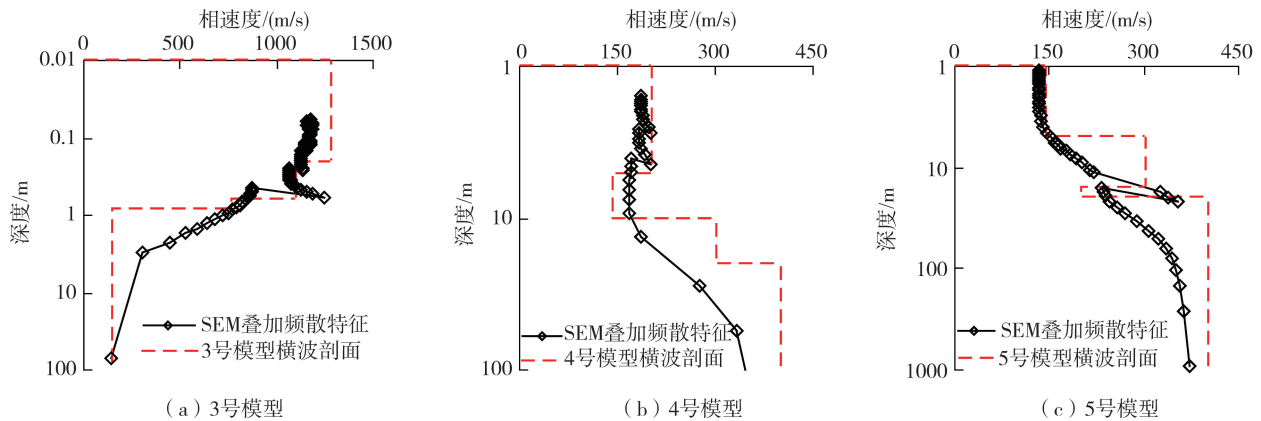 相速度/(m/s)
0 500 1000 1500
0.01
0.1
1
10
100
深度/m
SEM叠加频散特征
3号模型横波剖面
（a）3号模型
相速度/(m/s)
0 150 300 450
1
10
100
深度/m
SEM叠加频散特征
4号模型横波剖面
（b）4号模型
相速度/(m/s)
0 150 300 450
1
10
100
1000
深度/m
SEM叠加频散特征
5号模型横波剖面
（c）5号模型